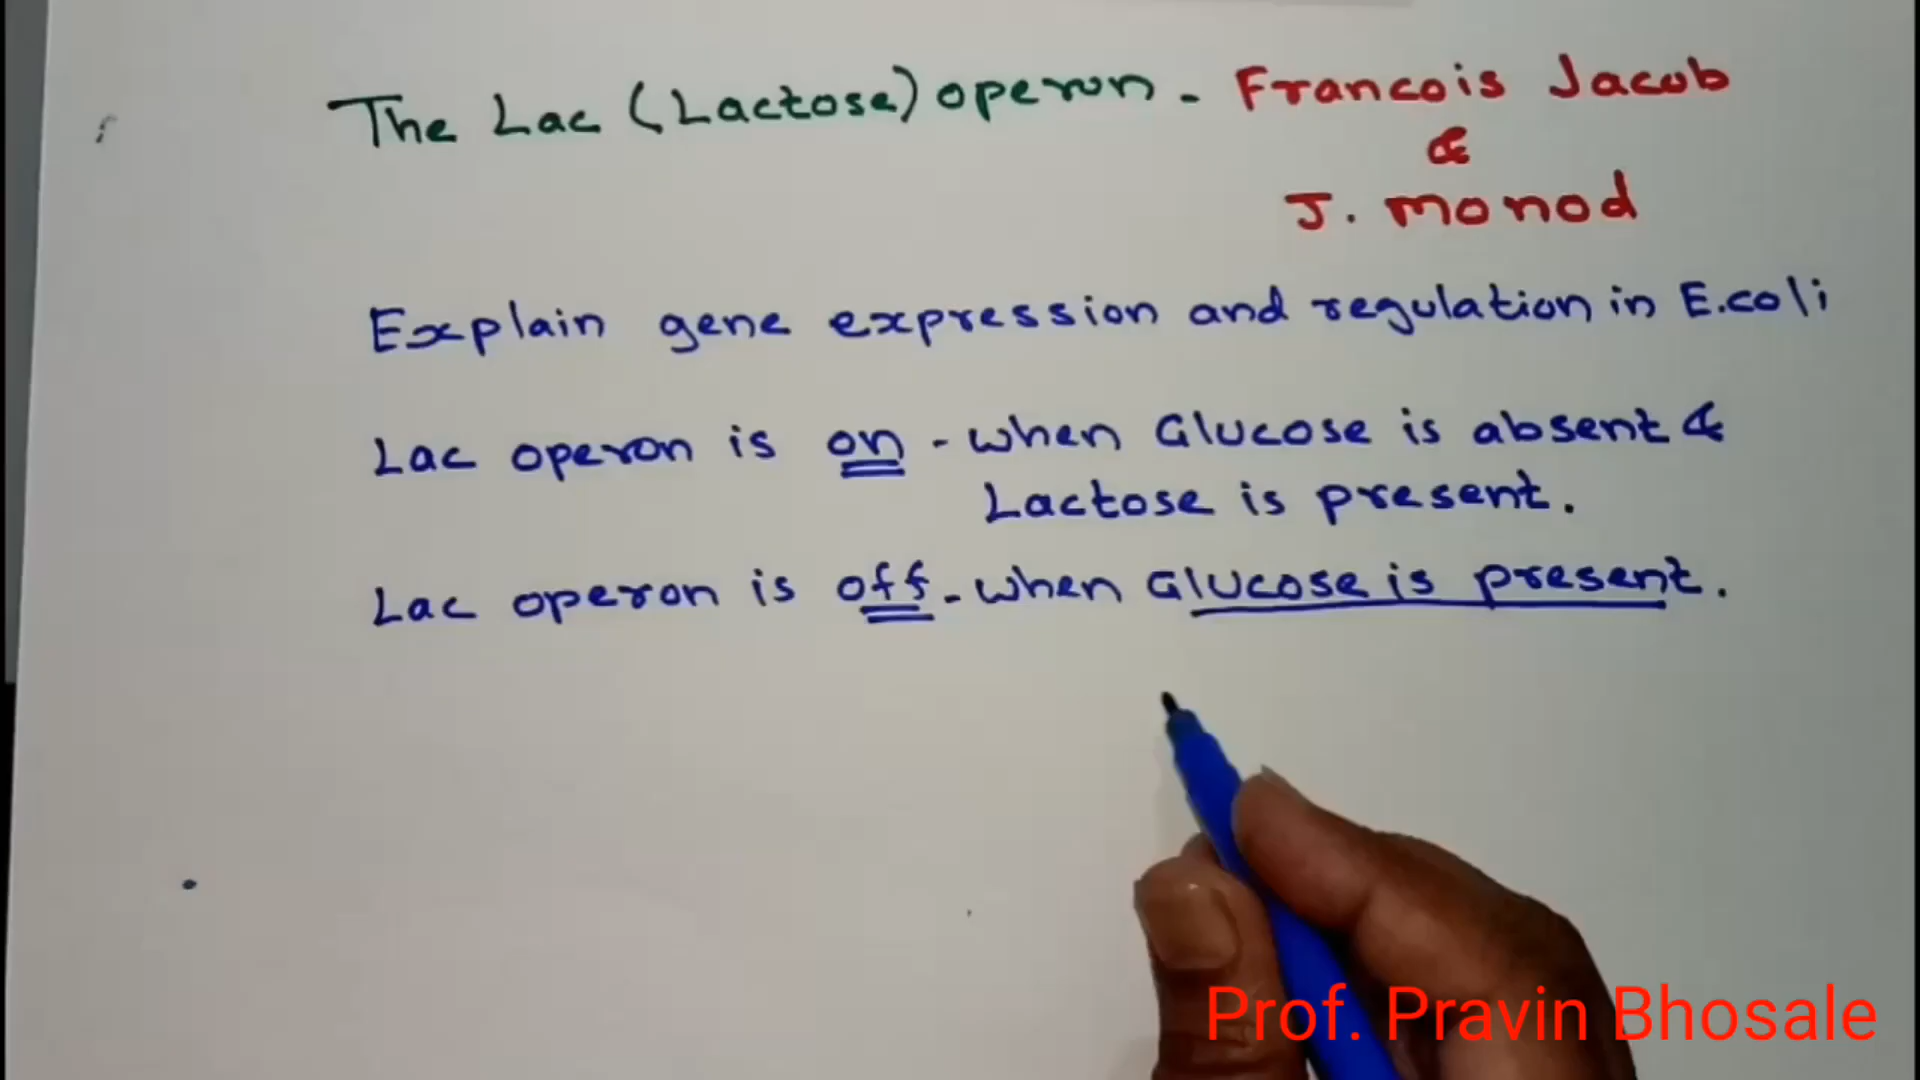 The Lac (Lactose) operon - Francois Jacob
&
J. Monod
Explain gene expression and regulation in E.coli
Lac operon is on - when Glucose is absent &
Lactose is present.
Lac operon is off - when Glucose is present.
Prof. Pravin Bhosale